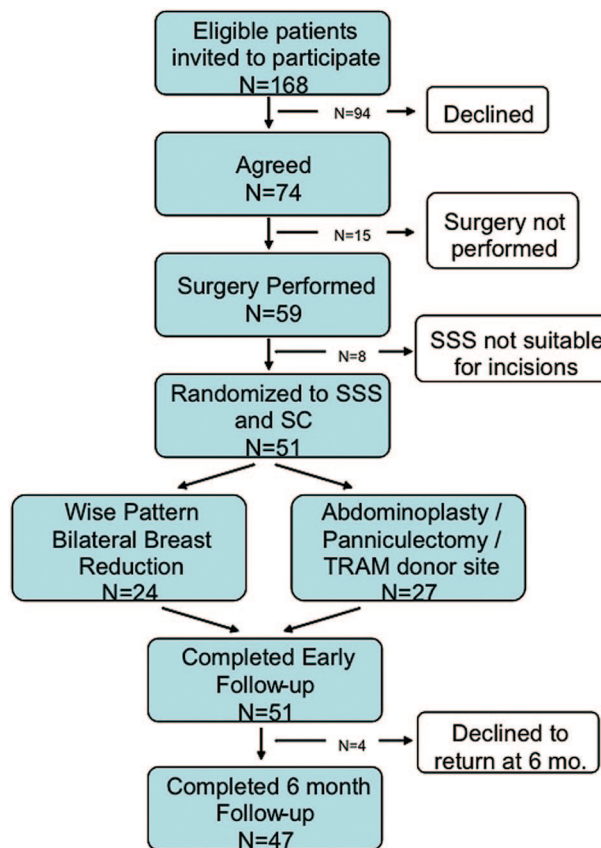 Eligible patients
invited to participate
N=168
N=94
Declined
Agreed
N=74
N=15
Surgery not
performed
Surgery Performed
N=59
N=8
SSS not suitable
for incisions
Randomized to SSS
and SC
N=51
Wise Pattern
Bilateral Breast
Reduction
N=24
Abdominoplasty /
Panniculectomy /
TRAM donor site
N=27
Completed Early
Follow-up
N=51
N=4
Declined to
return at 6 mo.
Completed 6 month
Follow-up
N=47